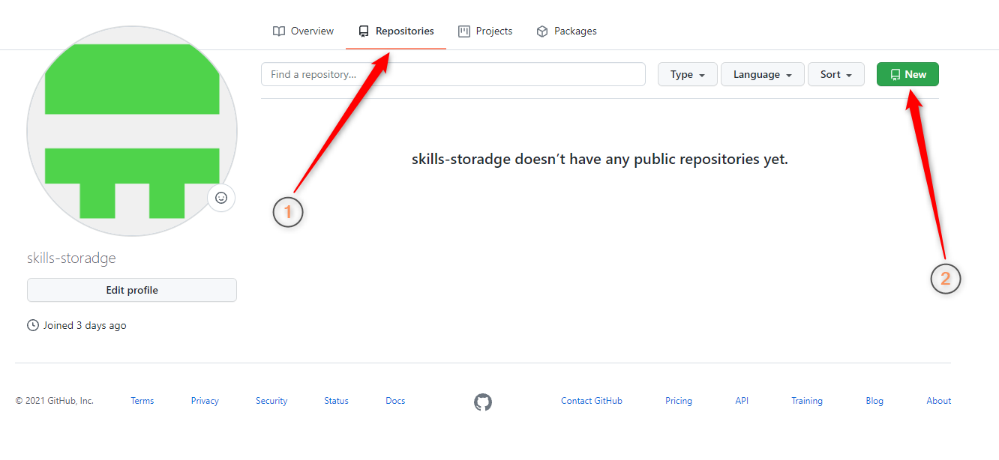 Overview Repositories Projects Packages
Find a repository... Type Language Sort New
skills-storadge doesn’t have any public repositories yet.
1
skills-storadge
2
Edit profile
Joined 3 days ago
© 2021 GitHub, Inc. Terms Privacy Security Status Docs Contact GitHub Pricing API Training Blog About